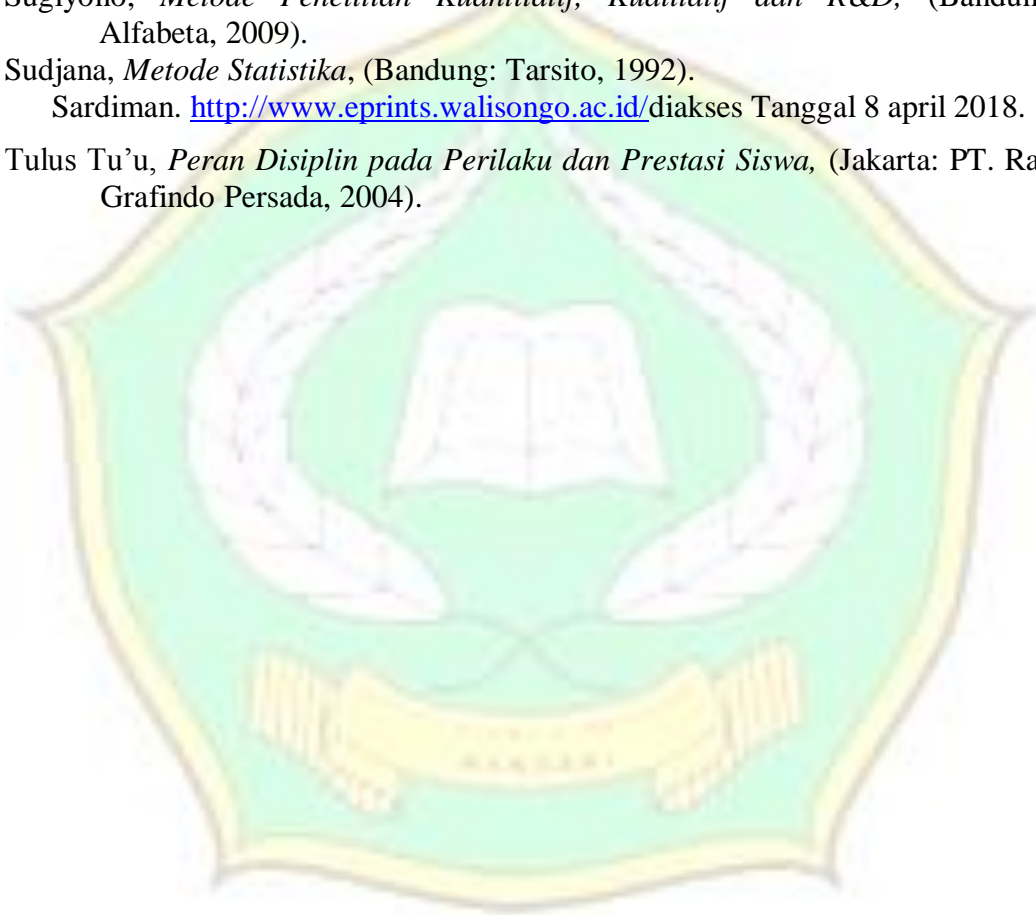 Sugiyono, Metode Penelitian Kuantitatif, Kualitatif dan R&D, (Bandun
Alfabeta, 2009).
Sudjana, Metode Statistika, (Bandung: Tarsito, 1992).
Sardiman. http://www.eprints.walisongo.ac.id/diakses Tanggal 8 april 2018.
Tulus Tu’u, Peran Disiplin pada Perilaku dan Prestasi Siswa, (Jakarta: PT. Ra
Grafindo Persada, 2004).